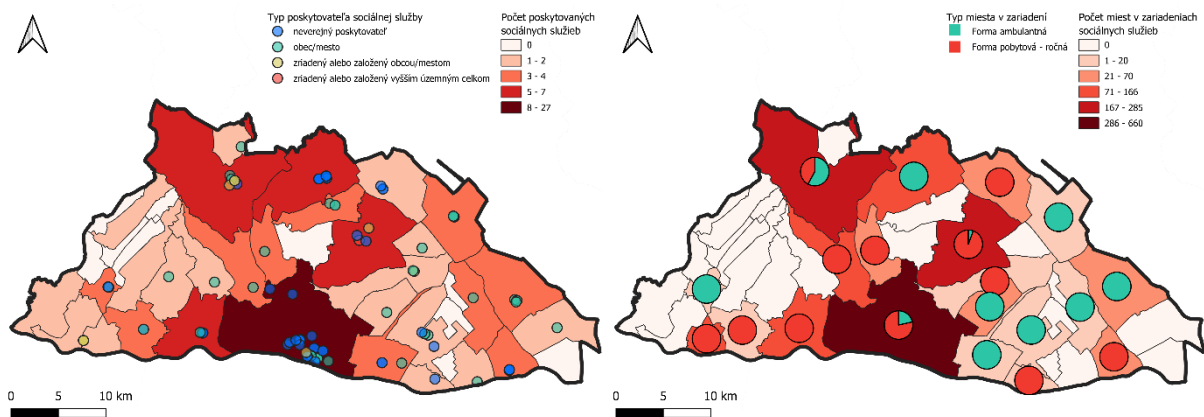 Typ poskytovateľa sociálnej služby
neverejný poskytovateľ
obec/mesto
zriadený alebo založený obcou/mestom
zriadený alebo založený vyšším územným celkom
Počet poskytovaných
sociálnych služieb
0
1 - 2
3 - 4
5 - 7
8 - 27
0 5 10 km
Typ miesta v zariadení
Forma ambulantná
Forma pobytová - ročná
Počet miest v zariadeniach
sociálnych služieb
0
1 - 20
21 - 70
71 - 166
167 - 285
286 - 660
0 5 10 km